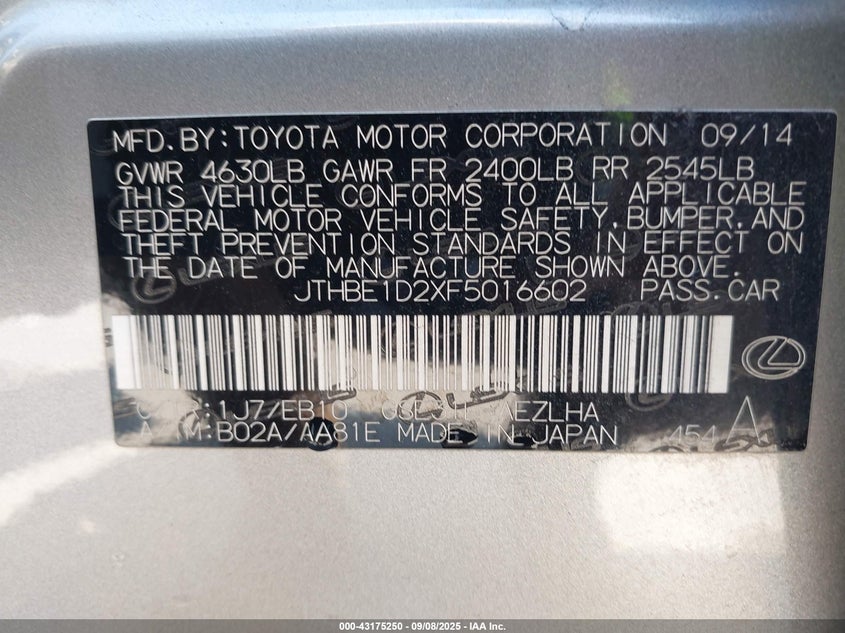 MFD.BY:TOYOTA MOTOR CORPORATION 09/14
GVWR 4630LB GAWR FR 2400LB RR 2545LB
THIS VEHICLE CONFORMS TO ALL APPLICABLE
FEDERAL MOTOR VEHICLE SAFETY,BUMPER,AND
THEFT PREVENTION STANDARDS IN EFFECT ON
THE DATE OF MANUFACTURE SHOWN ABOVE.
JTHBE1D2XF5016602 PASS.CAR
:1J7/EB10 AEZLHA
:B02A/AA81E MADE IN JAPAN 454 A
000-43175250 - 09/08/2025 - IAA Inc.